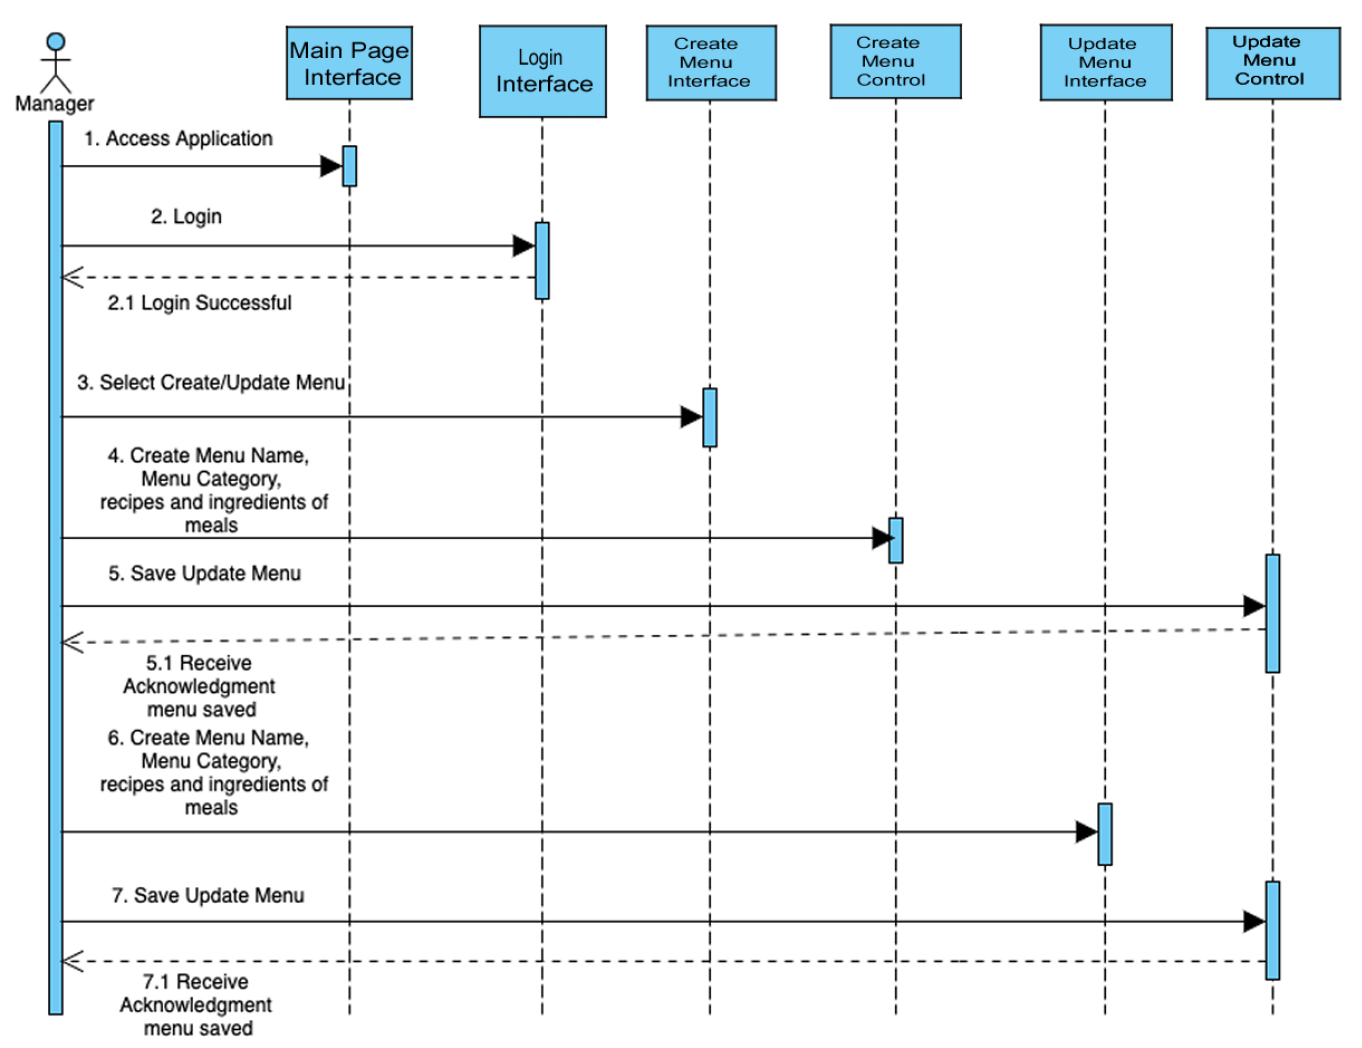 Manager
Main Page
Interface
Login
Interface
Create
Menu
Interface
Create
Menu
Control
Update
Menu
Interface
Update
Menu
Control
1. Access Application
2. Login
2.1 Login Successful
3. Select Create/Update Menu
4. Create Menu Name,
Menu Category,
recipes and ingredients of
meals
5. Save Update Menu
5.1 Receive
Acknowledgment
menu saved
6. Create Menu Name,
Menu Category,
recipes and ingredients of
meals
7. Save Update Menu
7.1 Receive
Acknowledgment
menu saved